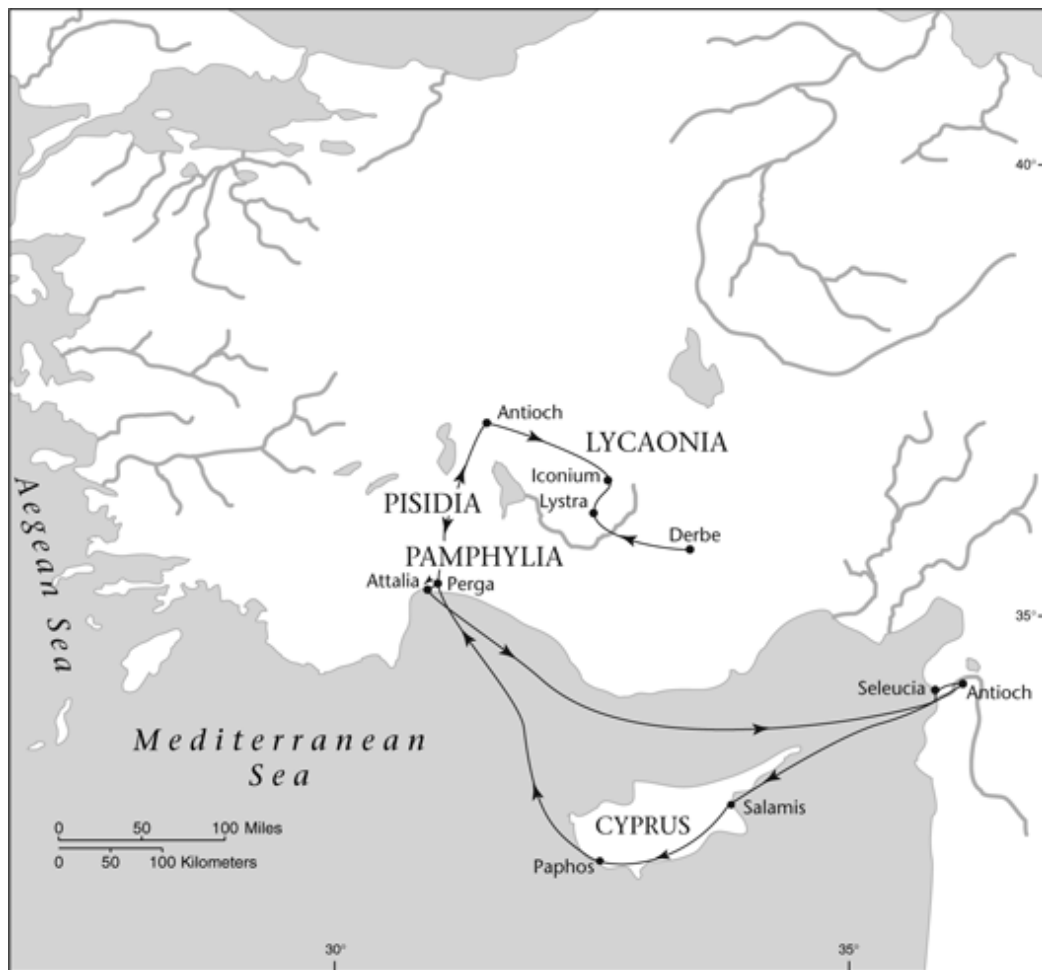 40°
Antioch
LYCAONIA
Iconium
PISIDIA
Lystra
Derbe
PAMPHYLIA
Attalia
Perga
Aegean Sea
35°
Seleucia
Antioch
Mediterranean
Sea
Salamis
CYPRUS
0 50 100 Miles
0 50 100 Kilometers
Paphos
30°
35°